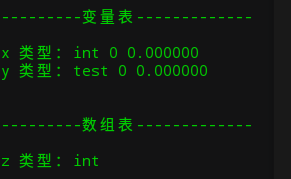 ---------变量表-------------
x 类型: int 0 0.000000
y 类型: test 0 0.000000
---------数组表-------------
z 类型: int